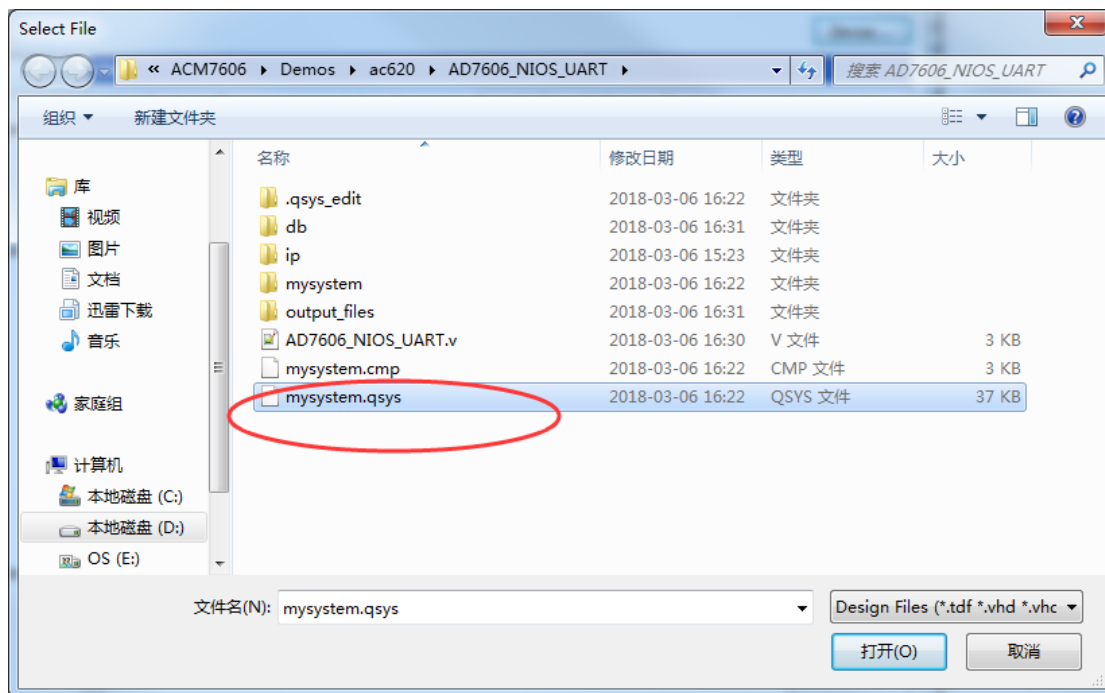 Select File
« ACM7606 ▸ Demos ▸ ac620 ▸ AD7606_NIOS_UART ▸
搜索 AD7606_NIOS_UART
组织 新建文件夹
名称 修改日期 类型 大小
库
视频
图片
文档
迅雷下载
音乐
家庭组
计算机
本地磁盘 (C:)
本地磁盘 (D:)
OS (E:)
.qsys_edit 2018-03-06 16:22 文件夹
db 2018-03-06 16:31 文件夹
ip 2018-03-06 15:23 文件夹
mysystem 2018-03-06 16:22 文件夹
output_files 2018-03-06 16:31 文件夹
AD7606_NIOS_UART.v 2018-03-06 16:30 V 文件 3 KB
mysystem.cmp 2018-03-06 16:22 CMP 文件 3 KB
mysystem.qsys 2018-03-06 16:22 QSYS 文件 37 KB
文件名(N): mysystem.qsys
Design Files (*.tdf *.vhd *.vhc
打开(O) 取消